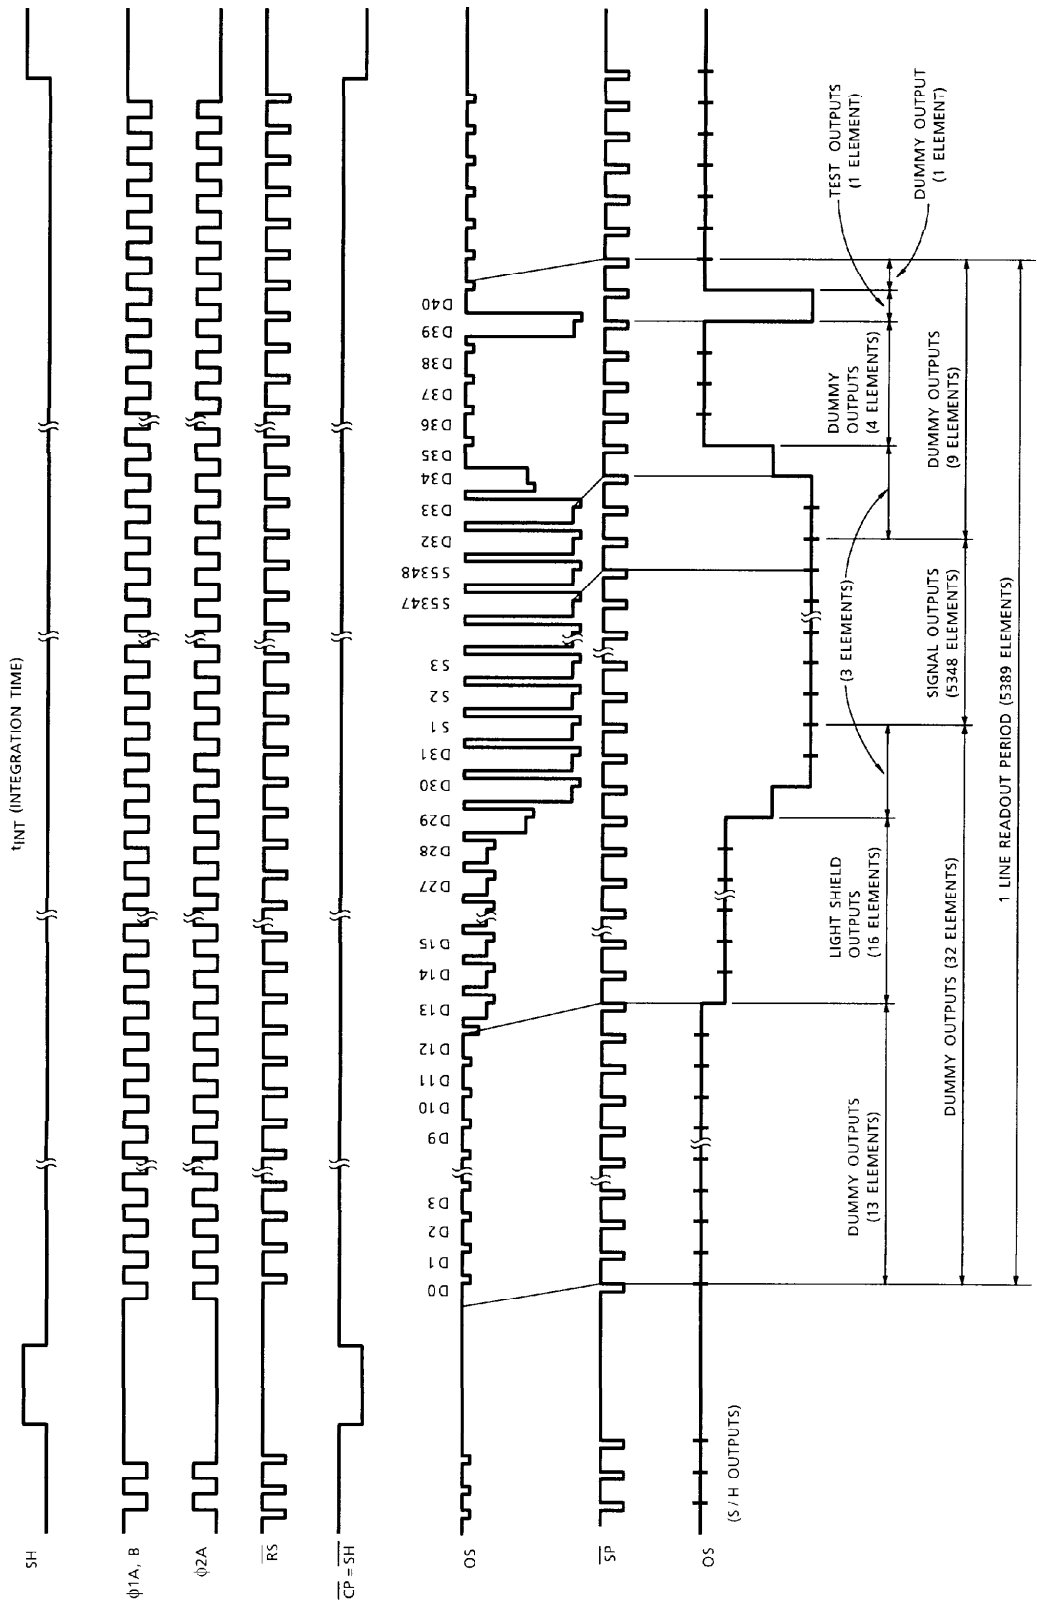 tINT (INTEGRATION TIME)
SH
ϕ1A, B
ϕ2A
RS
CP = SH
OS
D0
D1
D2
D3
D9
D10
D11
D12
D13
D14
D15
D27
D28
D29
D30
D31
S1
S2
S3
S5347
S5348
D32
D33
D34
D35
D36
D37
D38
D39
D40
SP
OS
(S / H OUTPUTS)
DUMMY OUTPUTS
(13 ELEMENTS)
LIGHT SHIELD
OUTPUTS
(16 ELEMENTS)
(3 ELEMENTS)
DUMMY
OUTPUTS
(4 ELEMENTS)
TEST OUTPUTS
(1 ELEMENT)
DUMMY OUTPUT
(1 ELEMENT)
DUMMY OUTPUTS (32 ELEMENTS)
SIGNAL OUTPUTS
(5348 ELEMENTS)
DUMMY OUTPUTS
(9 ELEMENTS)
1 LINE READOUT PERIOD (5389 ELEMENTS)